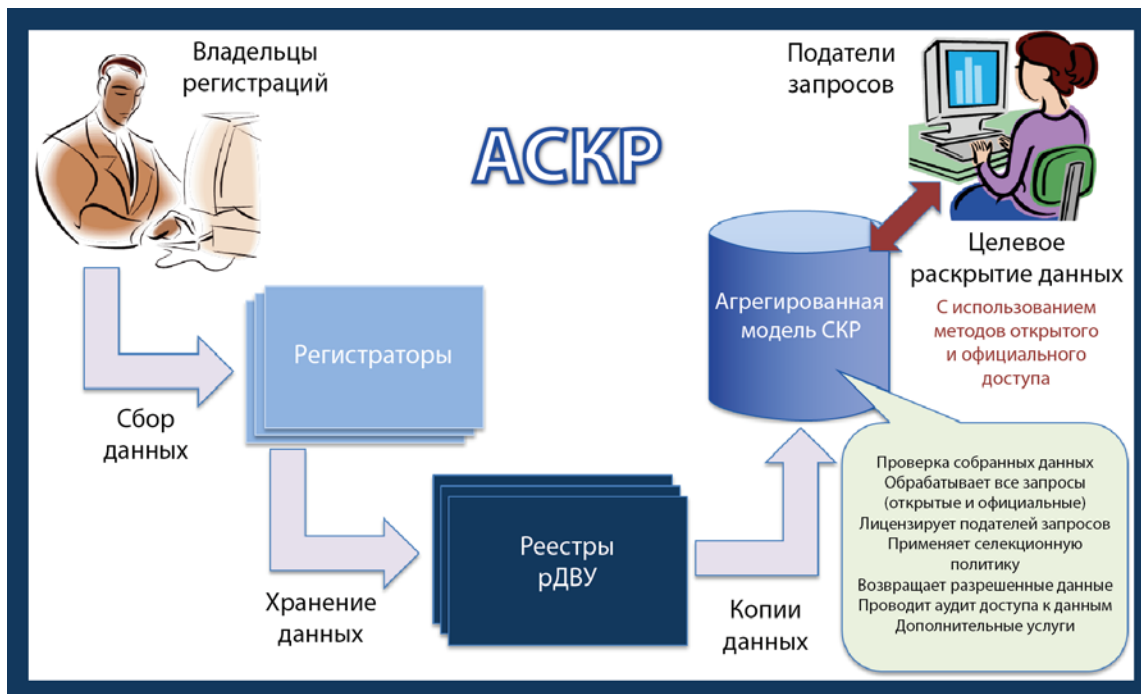 Владельцы
регистраций
Податели
запросов
АСКР
Целевое
раскрытие данных
С использованием
методов открытого
и официального
доступа
Агрегированная
модель СКР
Регистраторы
Сбор
данных
Реестры
рДВУ
Хранение
данных
Копии
данных
Проверка собранных данных
Обрабатывает все запросы
(открытые и официальные)
Лицензирует подателей запросов
Применяет селекционную
политику
Возвращает разрешенные данные
Проводит аудит доступа к данным
Дополнительные услуги